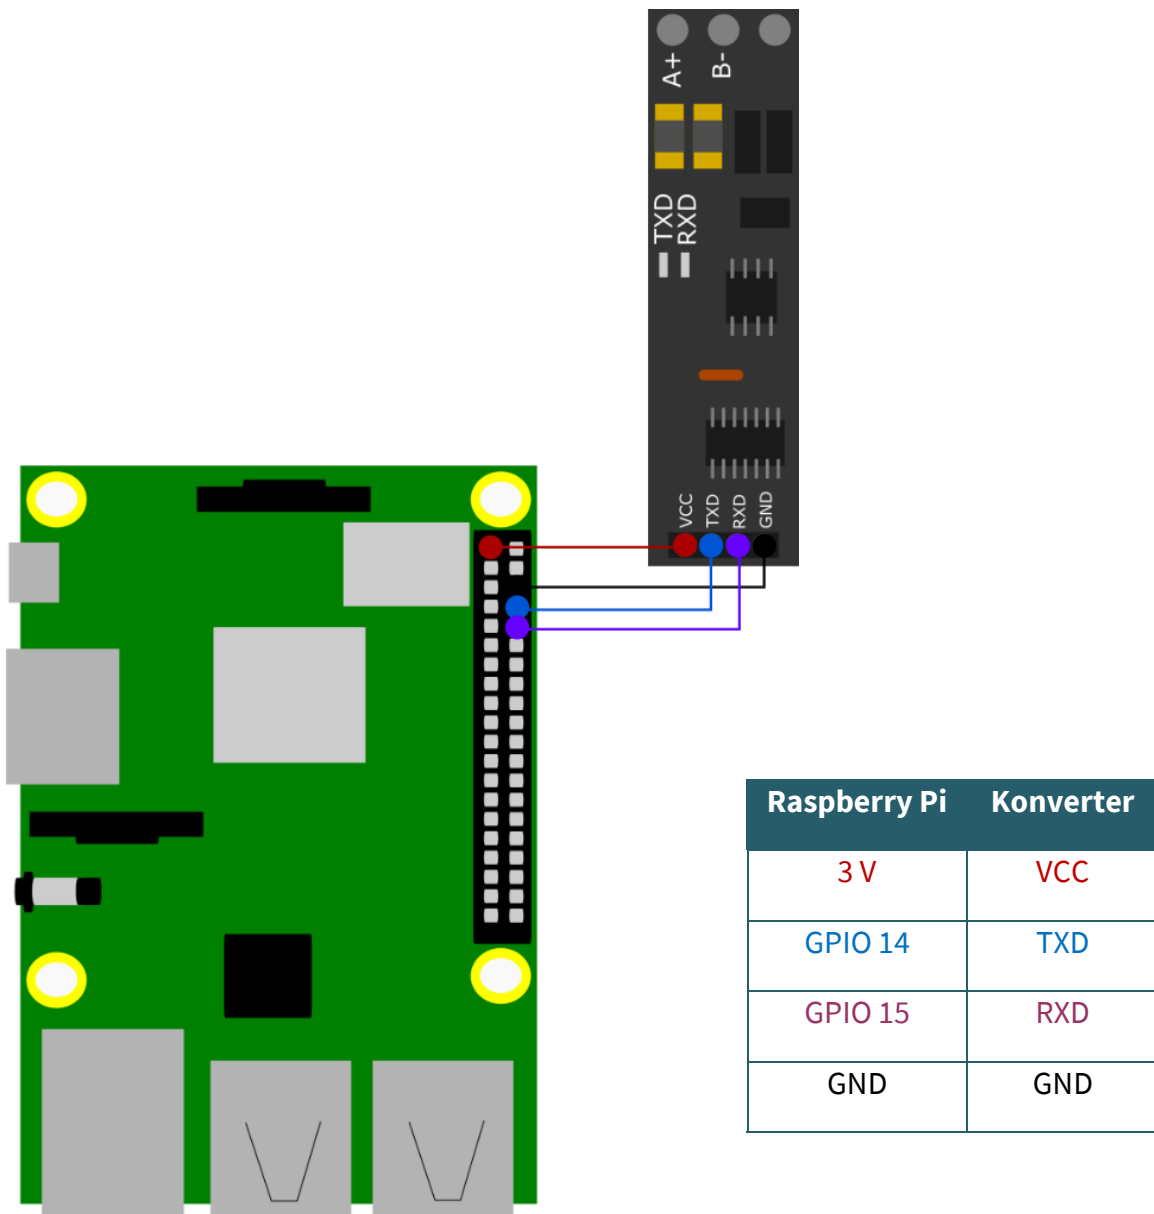 A+ B-
TXD
RXD
VCC TXD RXD GND
Raspberry Pi Konverter
3 V VCC
GPIO 14 TXD
GPIO 15 RXD
GND GND